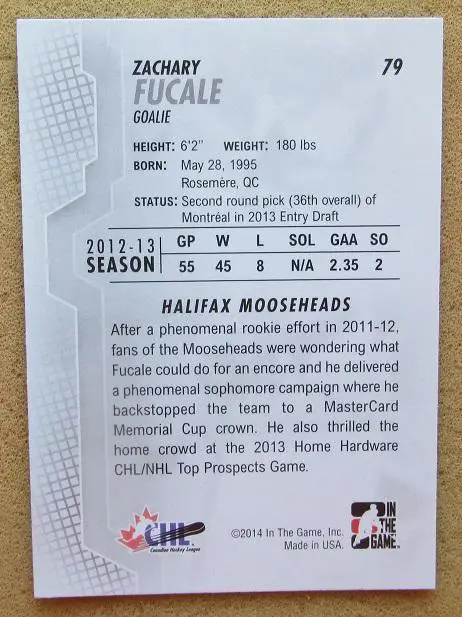 ZACHARY 79
FUCALE
GOALIE
HEIGHT: 6'2" WEIGHT: 180 lbs
BORN: May 28, 1995
Rosemère, QC
STATUS: Second round pick (36th overall) of
Montréal in 2013 Entry Draft
2012-13 GP W L SOL GAA SO
SEASON 55 45 8 N/A 2.35 2
HALIFAX MOOSEHEADS
After a phenomenal rookie effort in 2011-12,
fans of the Mooseheads were wondering what
Fucale could do for an encore and he delivered
a phenomenal sophomore campaign where he
backstopped the team to a MasterCard
Memorial Cup crown. He also thrilled the
home crowd at the 2013 Home Hardware
CHL/NHL Top Prospects Game.
CHL
Canadian Hockey League
©2014 In The Game, Inc.
Made in USA.
IN
THE
GAME